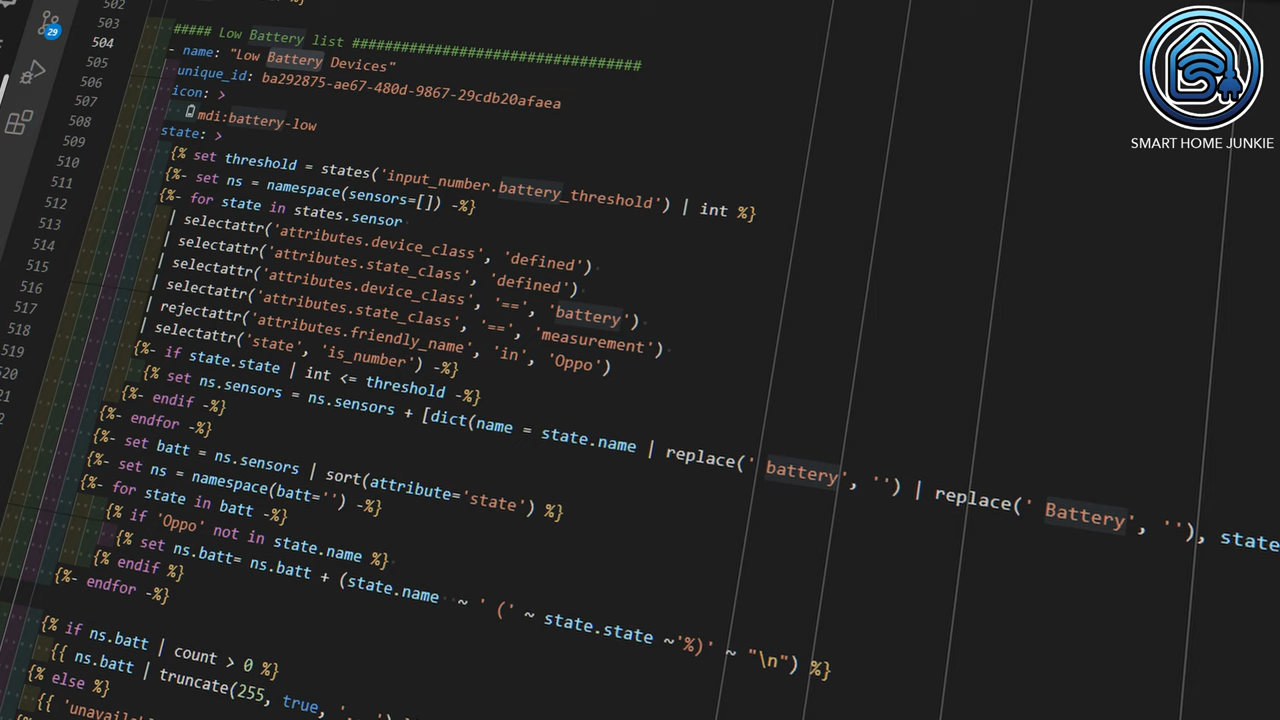 502
503
504
505
506
507
508
509
510
511
512
513
514
515
516
517
518
519
29
SMART HOME JUNKIE
##### Low Battery list ###################################
- name: "Low Battery Devices"
unique_id: ba292875-ae67-480d-9867-29cdb20afaea
icon: >
mdi:battery-low
state: >
{% set threshold = states('input_number.battery_threshold') | int %}
{%- set ns = namespace(sensors=[]) -%}
{%- for state in states.sensor
| selectattr('attributes.device_class', 'defined')
| selectattr('attributes.state_class', 'defined')
| selectattr('attributes.device_class', '==', 'battery')
| selectattr('attributes.state_class', '==', 'measurement')
| rejectattr('attributes.friendly_name', 'in', 'Oppo')
| selectattr('state', 'is_number') -%}
{%- if state.state | int <= threshold -%}
{% set ns.sensors = ns.sensors + [dict(name = state.name | replace(' battery', '') | replace(' Battery', ''), state
{%- endif -%}
{%- endfor -%}
{%- set batt = ns.sensors | sort(attribute='state') %}
{%- set ns = namespace(batt='') -%}
{%- for state in batt -%}
{% if 'Oppo' not in state.name %}
{% set ns.batt= ns.batt + (state.name ~ ' (' ~ state.state ~'%)' ~ "\n") %}
{% endif %}
{%- endfor -%}
{% if ns.batt | count > 0 %}
{{ ns.batt | truncate(255, true,
{% else %}
{{